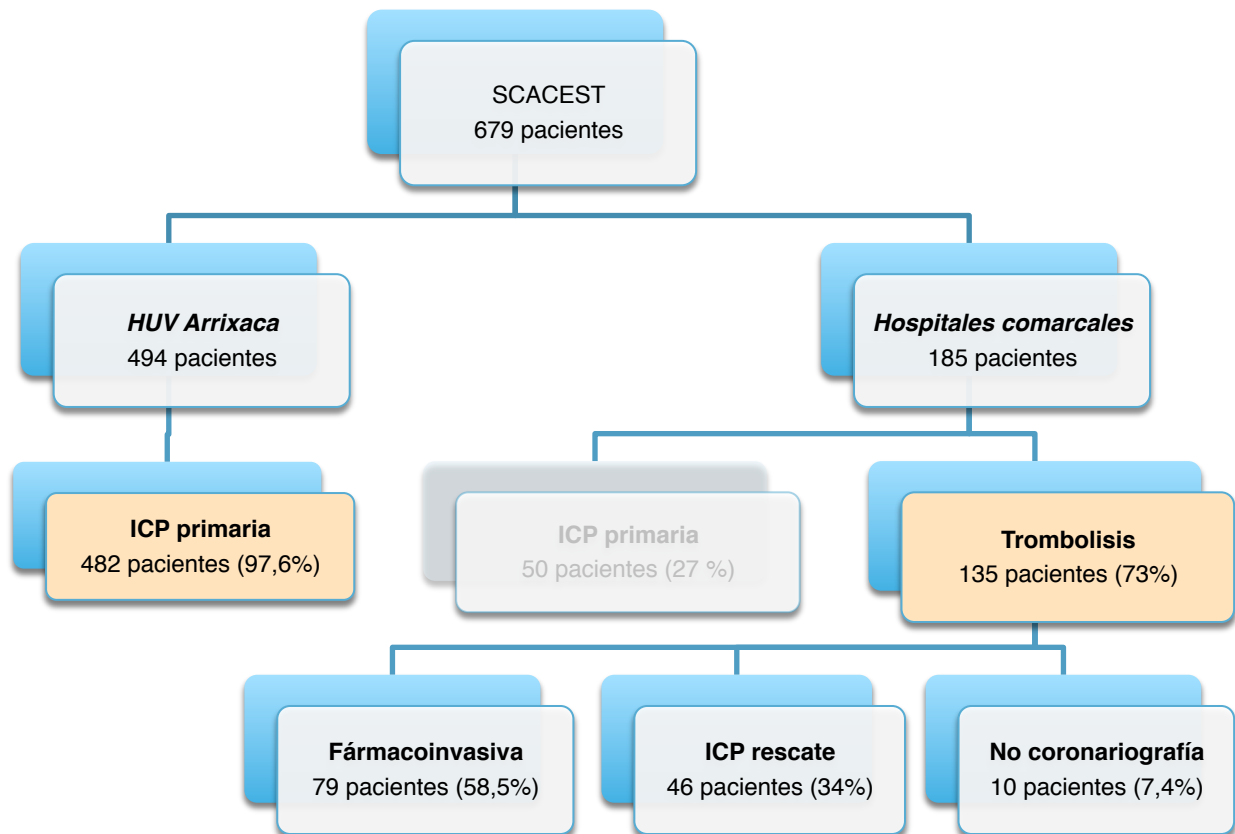 SCACEST
679 pacientes
HUV Arrixaca
494 pacientes
Hospitales comarcales
185 pacientes
ICP primaria
482 pacientes (97,6%)
ICP primaria
50 pacientes (27 %)
Trombolisis
135 pacientes (73%)
Fármacoinvasiva
79 pacientes (58,5%)
ICP rescate
46 pacientes (34%)
No coronariografía
10 pacientes (7,4%)